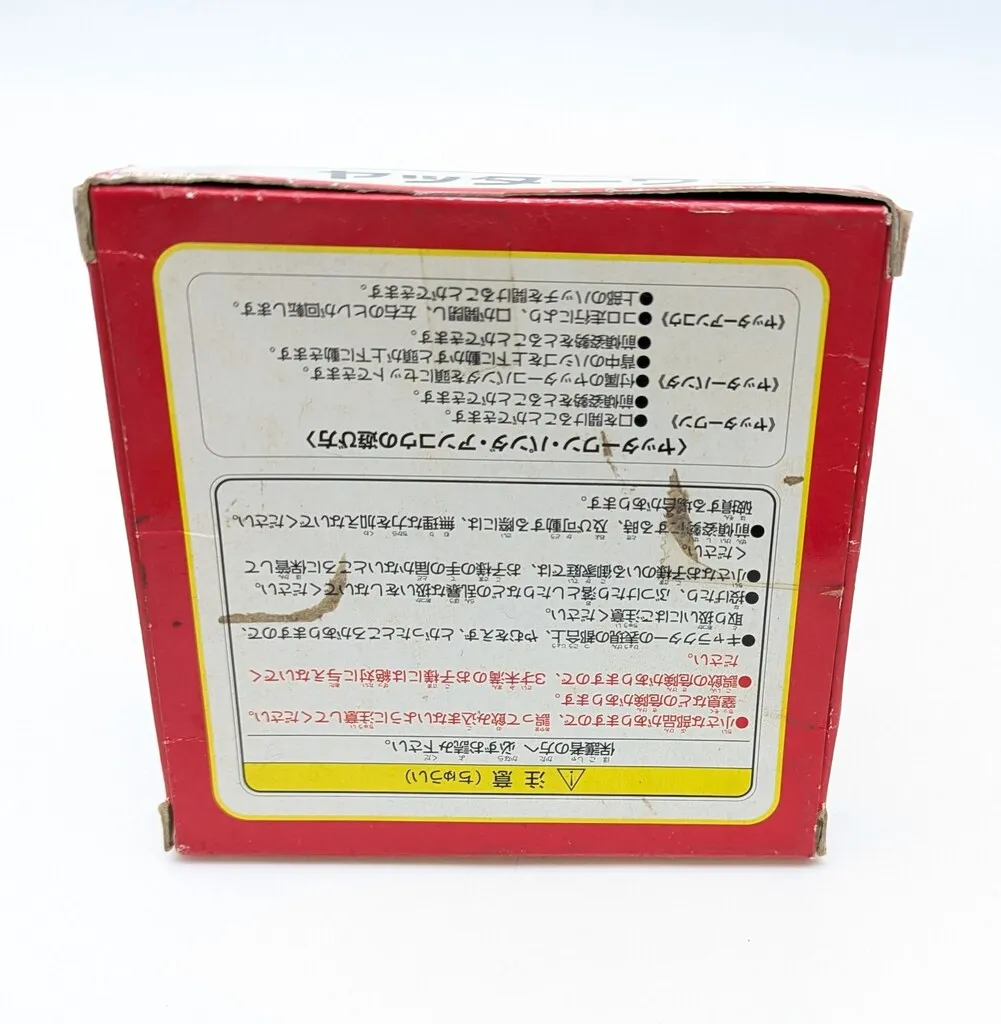 注意（ちゅうい）
保護者の方へ 必ずお読み下さい。
●小さな部品がありますので、誤って飲み込まないように注意してください。
窒息などの危険があります。
●誤飲の危険がありますので、3才未満のお子様には絶対に与えないでく
ださい。
●キャラクターの表現の都合上、やむをえず、とがったところがありますので、
取り扱いにはご注意ください。
●投げたり、ぶつけたり落としたりなどの乱暴な扱いをしないでください。
●小さなお子様のいる御家庭では、お子様の手の届かないところに保管して
ください。
●前傾姿勢にする時、及び可動する際には、無理な力を加えないでください。
破損する場合があります。
〈ヤッターワン・パンダ・アンコウの遊び方〉
《ヤッターワン》 ●口を開けることができます。
●前傾姿勢をとることができます。
《ヤッターパンダ》 ●付属のヤッターコパンダを頭にセットできます。
●背中のハシゴを上下に動かすと頭が上下に動きます。
●前傾姿勢をとることができます。
《ヤッターアンコウ》 ●コロ走行により、口が開閉し、左右のヒレが回転します。
●上部のハッチを開けることができます。